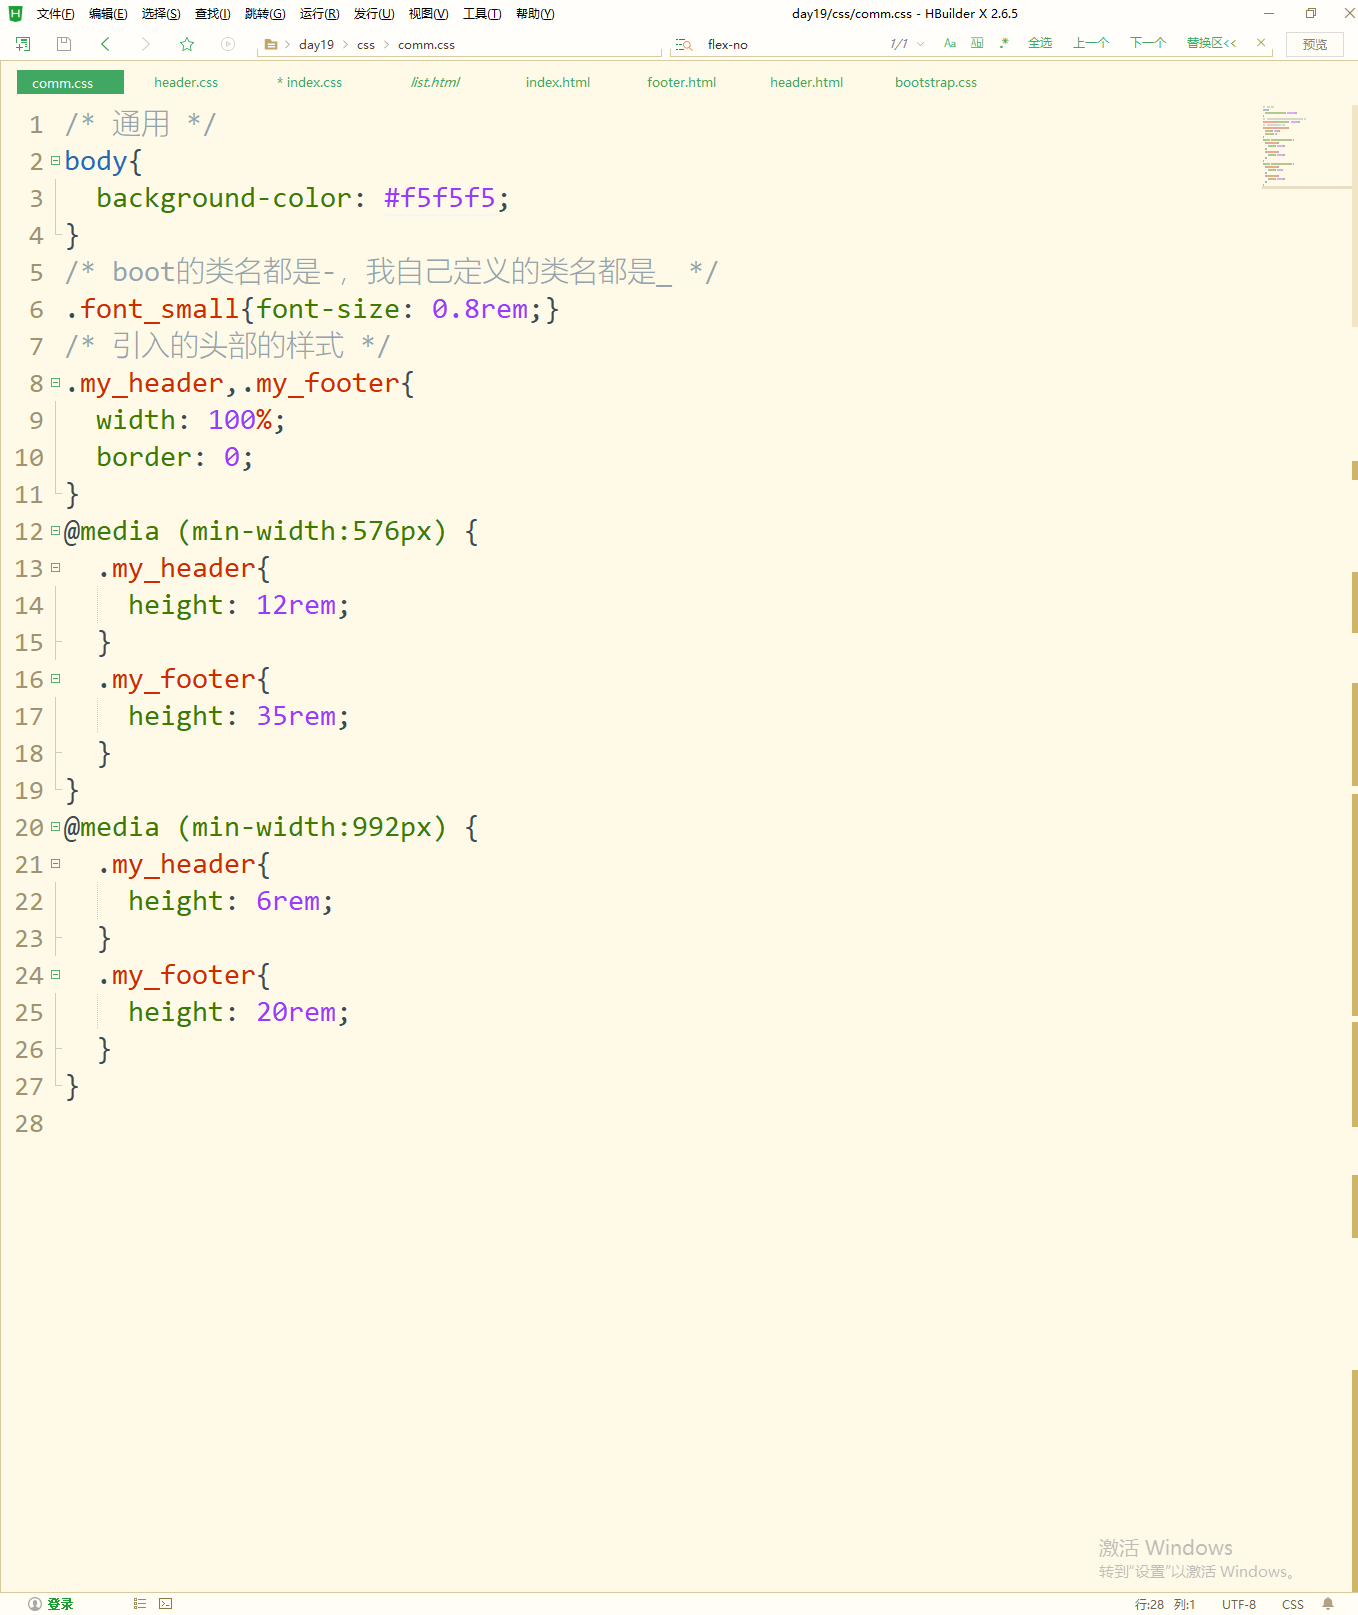 文件(F) 编辑(E) 选择(S) 查找(I) 跳转(G) 运行(R) 发行(U) 视图(V) 工具(T) 帮助(Y) day19/css/comm.css - HBuilder X 2.6.5
day19 css comm.css flex-no 1/1 Aa Ab .* 全选 上一个 下一个 替换区<< 预览
comm.css header.css * index.css list.html index.html footer.html header.html bootstrap.css
1 /* 通用 */
2 body{
3 background-color: #f5f5f5;
4 }
5 /* boot的类名都是-, 我自己定义的类名都是_ */
6 .font_small{font-size: 0.8rem;}
7 /* 引入的头部的样式 */
8 .my_header,.my_footer{
9 width: 100%;
10 border: 0;
11 }
12 @media (min-width:576px) {
13 .my_header{
14 height: 12rem;
15 }
16 .my_footer{
17 height: 35rem;
18 }
19 }
20 @media (min-width:992px) {
21 .my_header{
22 height: 6rem;
23 }
24 .my_footer{
25 height: 20rem;
26 }
27 }
28
激活 Windows
转到“设置”以激活 Windows。
登录 行:28 列:1 UTF-8 CSS